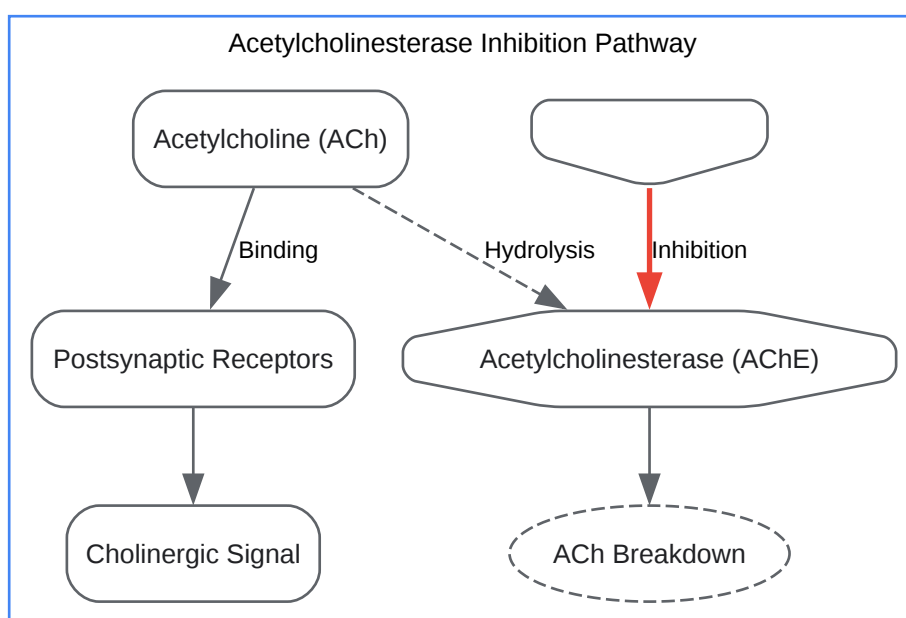 Acetylcholinesterase Inhibition Pathway
Acetylcholine (ACh)
Binding
Hydrolysis
Inhibition
Postsynaptic Receptors
Acetylcholinesterase (AChE)
Cholinergic Signal
ACh Breakdown